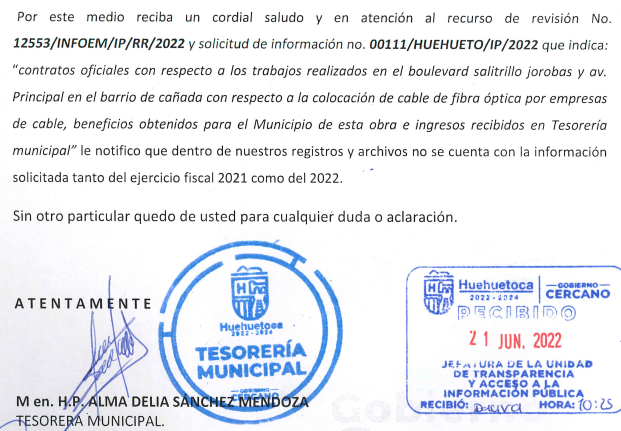 Por este medio reciba un cordial saludo y en atención al recurso de revisión No.
12553/INFOEM/IP/RR/2022 y solicitud de información no. 00111/HUEHUETO/IP/2022 que indica:
"contratos oficiales con respecto a los trabajos realizados en el boulevard salitrillo jorobas y av.
Principal en el barrio de cañada con respecto a la colocación de cable de fibra óptica por empresas
de cable, beneficios obtenidos para el Municipio de esta obra e ingresos recibidos en Tesorería
municipal" le notifico que dentro de nuestros registros y archivos no se cuenta con la información
solicitada tanto del ejercicio fiscal 2021 como del 2022.
Sin otro particular quedo de usted para cualquier duda o aclaración.
ATENTAMENTE
Huehuetoca
2022 - 2024
TESORERÍA
MUNICIPAL
GOBIERNO
CERCANO
M en. H.P. ALMA DELIA SÁNCHEZ MENDOZA
TESORERA MUNICIPAL.
Huehuetoca
2022 - 2024
GOBIERNO
CERCANO
RECIBIDO
21 JUN. 2022
JEFATURA DE LA UNIDAD
DE TRANSPARENCIA
Y ACCESO A LA
INFORMACIÓN PÚBLICA
RECIBIÓ: HORA: 10:25
Gobierno